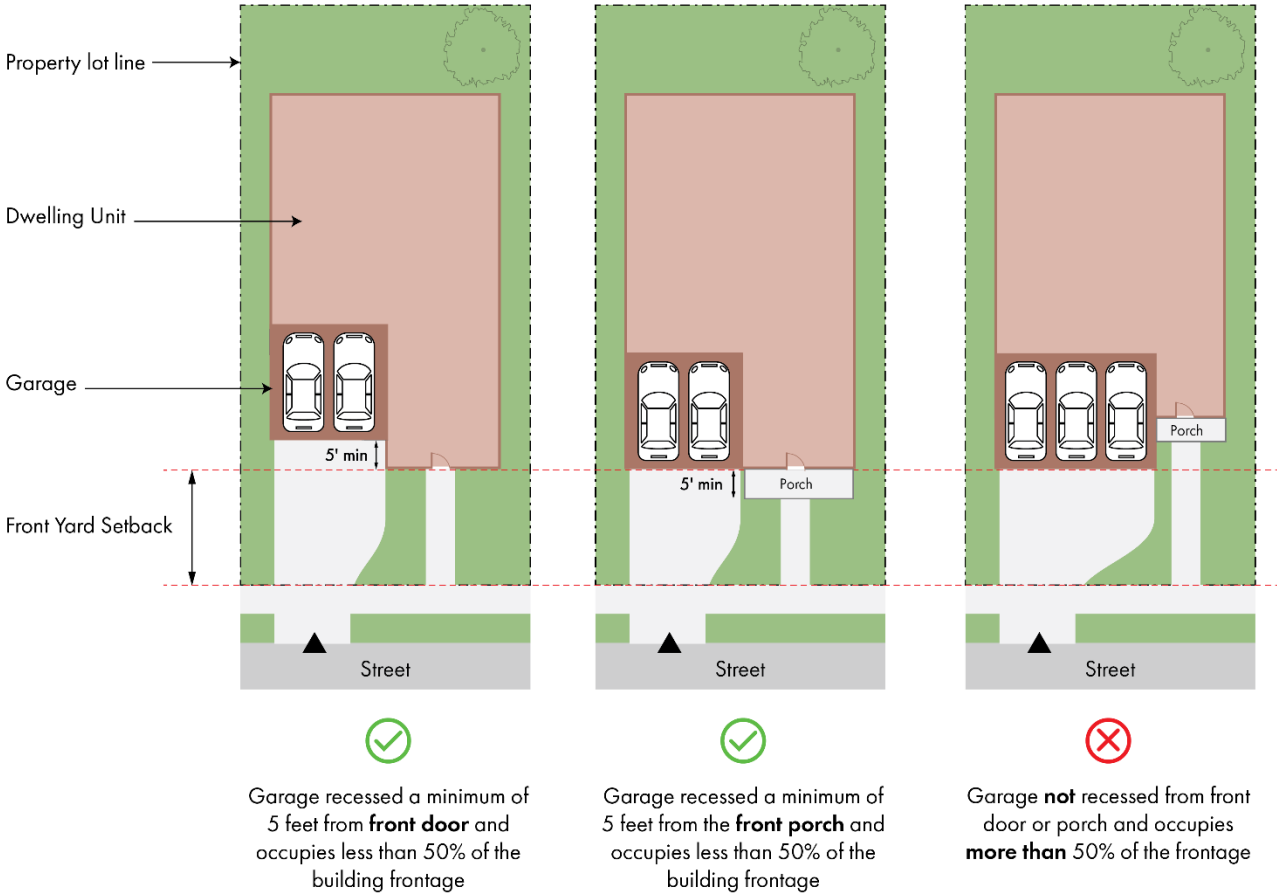 Property lot line
Dwelling Unit
Garage
5' min
5' min
Porch
Porch
Front Yard Setback
Street
Street
Street
Garage recessed a minimum of
5 feet from front door and
occupies less than 50% of the
building frontage
Garage recessed a minimum of
5 feet from the front porch and
occupies less than 50% of the
building frontage
Garage not recessed from front
door or porch and occupies
more than 50% of the frontage